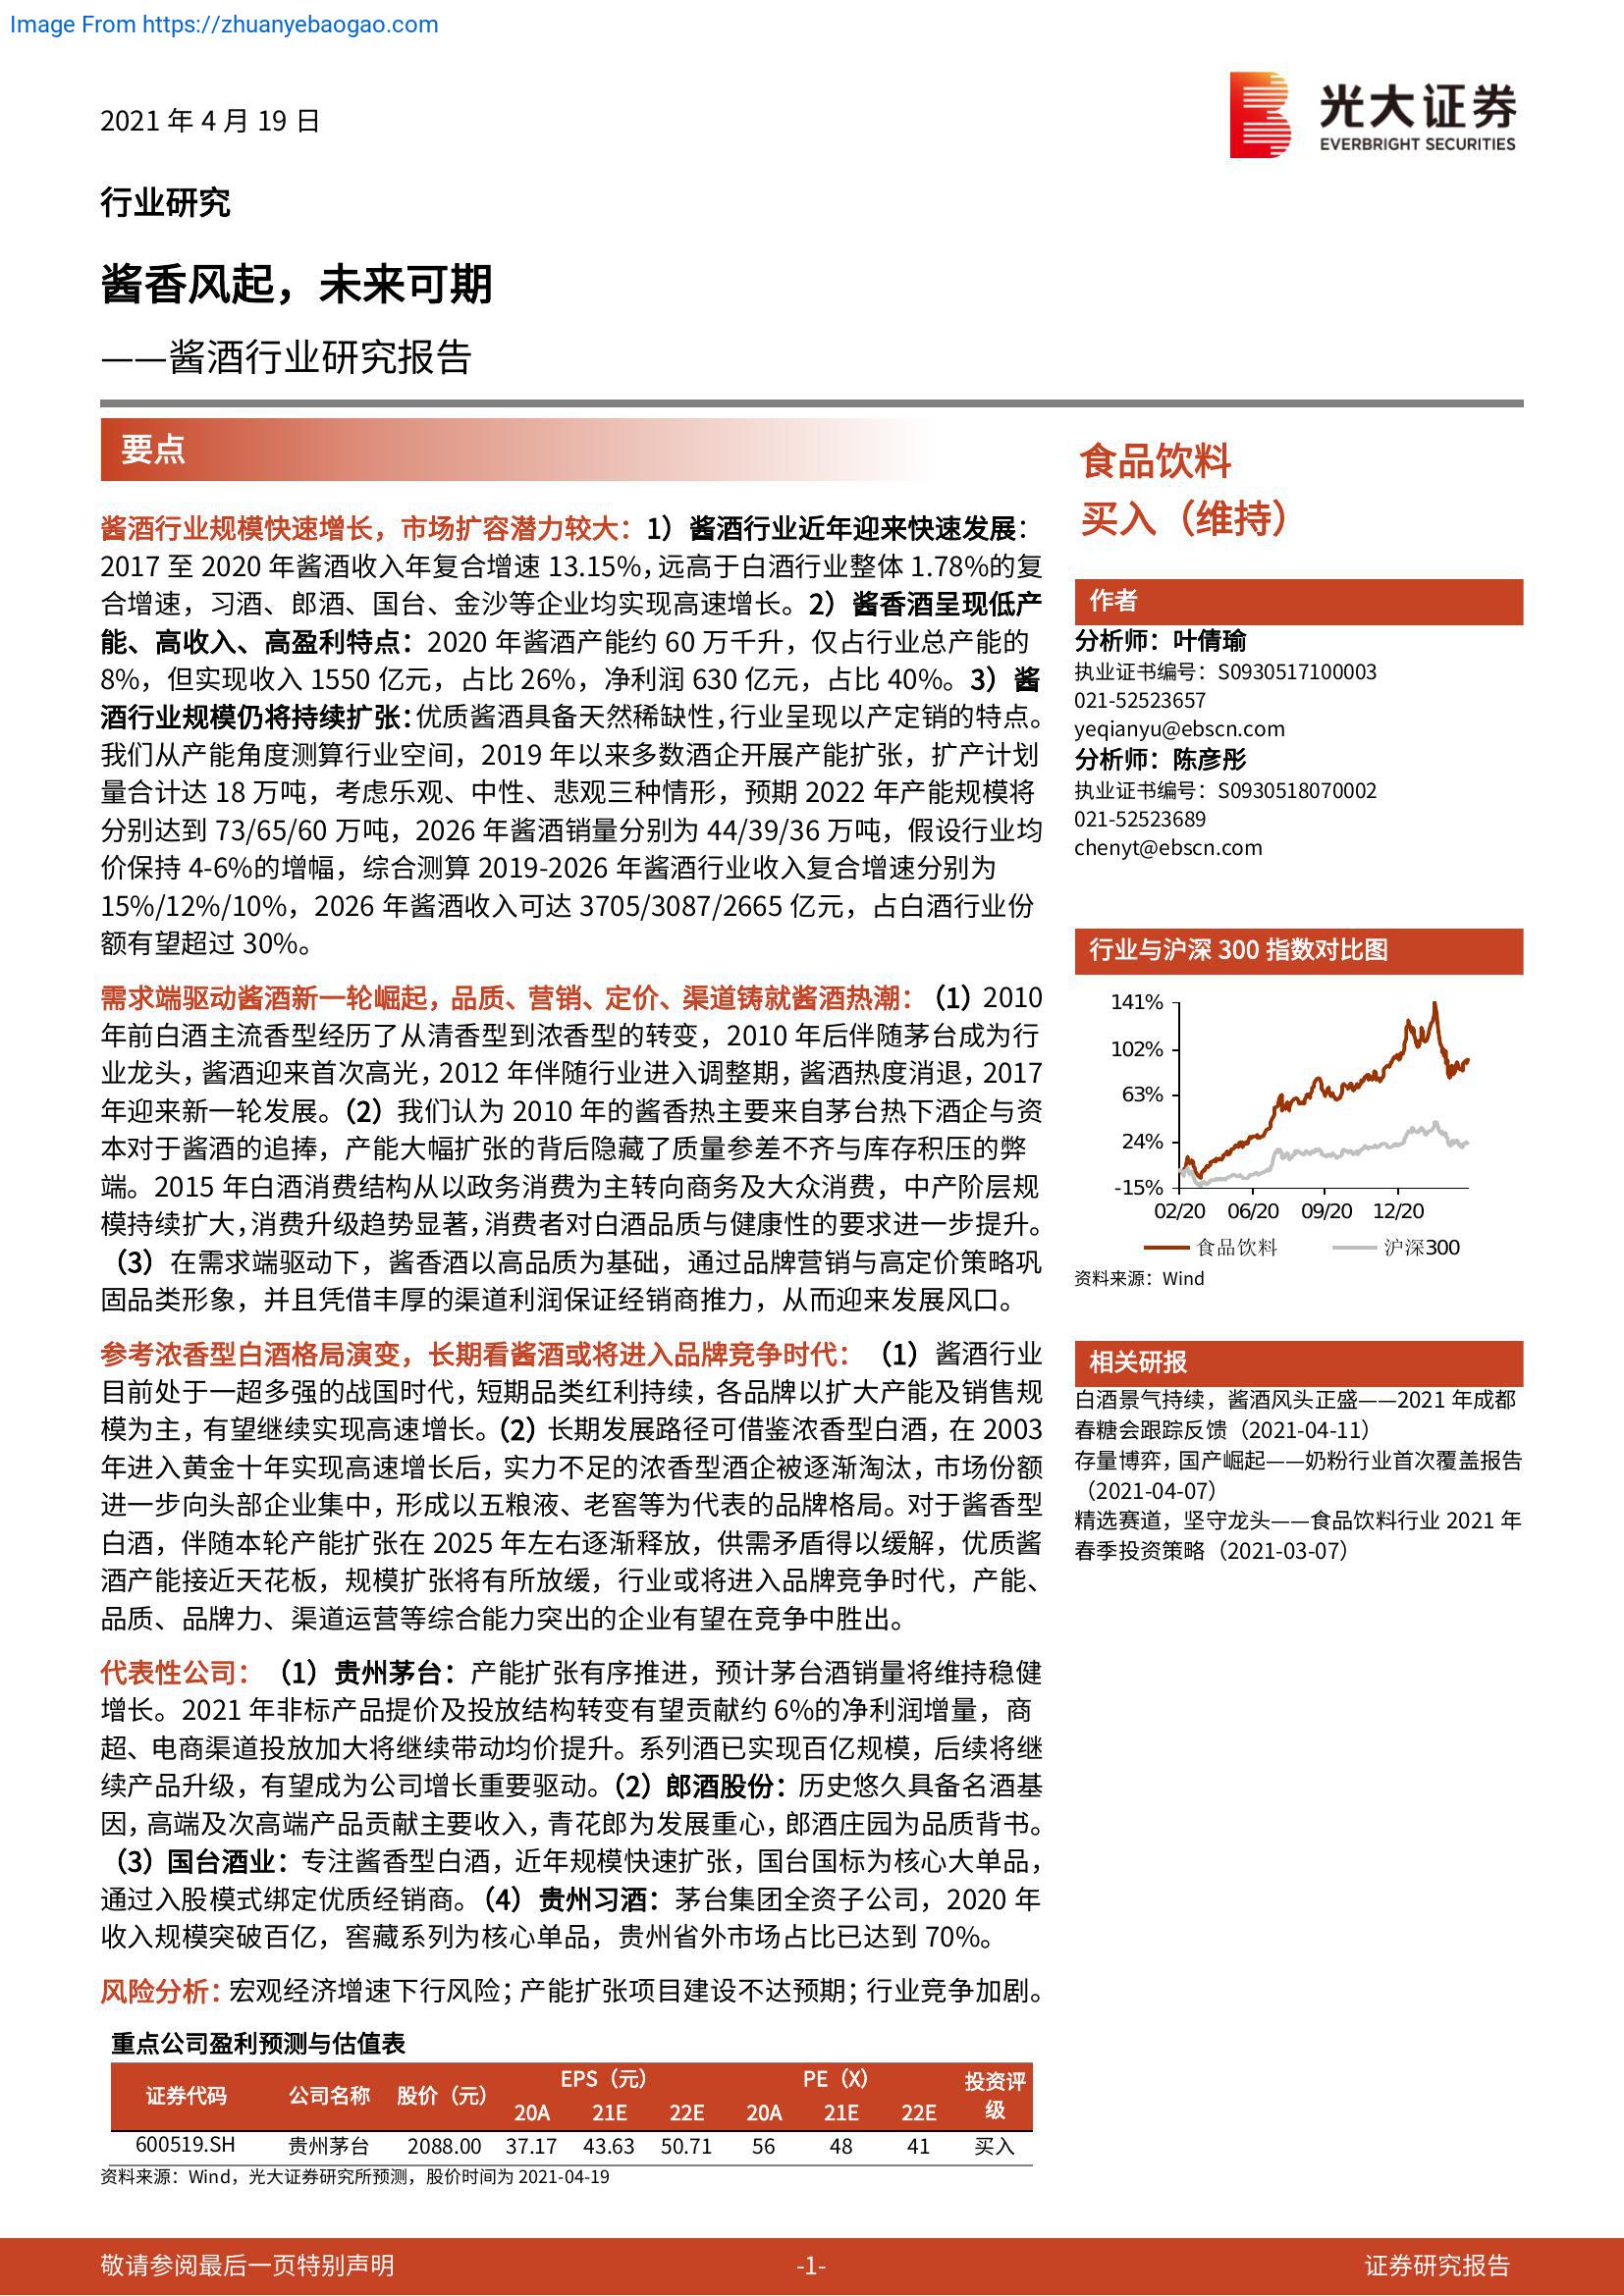 Image From https://zhuanyebaogao.com
2021 年 4 月 19 日
光大证券
EVERBRIGHT SECURITIES
行业研究
酱香风起，未来可期
——酱酒行业研究报告
要点
酱酒行业规模快速增长，市场扩容潜力较大：1）酱酒行业近年迎来快速发展：
2017 至 2020 年酱酒收入年复合增速 13.15%，远高于白酒行业整体 1.78%的复
合增速，习酒、郎酒、国台、金沙等企业均实现高速增长。2）酱香酒呈现低产
能、高收入、高盈利特点：2020 年酱酒产能约 60 万千升，仅占行业总产能的
8%，但实现收入 1550 亿元，占比 26%，净利润 630 亿元，占比 40%。3）酱
酒行业规模仍将持续扩张：优质酱酒具备天然稀缺性，行业呈现以产定销的特点。
我们从产能角度测算行业空间，2019 年以来多数酒企开展产能扩张，扩产计划
量合计达 18 万吨，考虑乐观、中性、悲观三种情形，预期 2022 年产能规模将
分别达到 73/65/60 万吨，2026 年酱酒销量分别为 44/39/36 万吨，假设行业均
价保持 4-6%的增幅，综合测算 2019-2026 年酱酒行业收入复合增速分别为
15%/12%/10%，2026 年酱酒收入可达 3705/3087/2665 亿元，占白酒行业份
额有望超过 30%。
需求端驱动酱酒新一轮崛起，品质、营销、定价、渠道铸就酱酒热潮：（1）2010
年前白酒主流香型经历了从清香型到浓香型的转变，2010 年后伴随茅台成为行
业龙头，酱酒迎来首次高光，2012 年伴随行业进入调整期，酱酒热度消退，2017
年迎来新一轮发展。（2）我们认为 2010 年的酱香热主要来自茅台热下酒企与资
本对于酱酒的追捧，产能大幅扩张的背后隐藏了质量参差不齐与库存积压的弊
端。2015 年白酒消费结构从以政务消费为主转向商务及大众消费，中产阶层规
模持续扩大，消费升级趋势显著，消费者对白酒品质与健康性的要求进一步提升。
（3）在需求端驱动下，酱香酒以高品质为基础，通过品牌营销与高定价策略巩
固品类形象，并且凭借丰厚的渠道利润保证经销商推力，从而迎来发展风口。
参考浓香型白酒格局演变，长期看酱酒或将进入品牌竞争时代：（1）酱酒行业
目前处于一超多强的战国时代，短期品类红利持续，各品牌以扩大产能及销售规
模为主，有望继续实现高速增长。（2）长期发展路径可借鉴浓香型白酒，在 2003
年进入黄金十年实现高速增长后，实力不足的浓香型酒企被逐渐淘汰，市场份额
进一步向头部企业集中，形成以五粮液、老窖等为代表的品牌格局。对于酱香型
白酒，伴随本轮产能扩张在 2025 年左右逐渐释放，供需矛盾得以缓解，优质酱
酒产能接近天花板，规模扩张将有所放缓，行业或将进入品牌竞争时代，产能、
品质、品牌力、渠道运营等综合能力突出的企业有望在竞争中胜出。
代表性公司：（1）贵州茅台：产能扩张有序推进，预计茅台酒销量将维持稳健
增长。2021 年非标产品提价及投放结构转变有望贡献约 6%的净利润增量，商
超、电商渠道投放加大将继续带动均价提升。系列酒已实现百亿规模，后续将继
续产品升级，有望成为公司增长重要驱动。（2）郎酒股份：历史悠久具备名酒基
因，高端及次高端产品贡献主要收入，青花郎为发展重心，郎酒庄园为品质背书。
（3）国台酒业：专注酱香型白酒，近年规模快速扩张，国台国标为核心大单品，
通过入股模式绑定优质经销商。（4）贵州习酒：茅台集团全资子公司，2020 年
收入规模突破百亿，窖藏系列为核心单品，贵州省外市场占比已达到 70%。
风险分析：宏观经济增速下行风险；产能扩张项目建设不达预期；行业竞争加剧。
重点公司盈利预测与估值表
证券代码 公司名称 股价（元） EPS（元） PE（X） 投资评级
20A 21E 22E 20A 21E 22E
600519.SH 贵州茅台 2088.00 37.17 43.63 50.71 56 48 41 买入
资料来源：Wind，光大证券研究所预测，股价时间为 2021-04-19
食品饮料
买入（维持）
作者
分析师：叶倩瑜
执业证书编号：S0930517100003
021-52523657
yeqianyu@ebscn.com
分析师：陈彦彤
执业证书编号：S0930518070002
021-52523689
chenyt@ebscn.com
行业与沪深 300 指数对比图
141%
102%
63%
24%
-15%
02/20 06/20 09/20 12/20
食品饮料 沪深300
资料来源：Wind
相关研报
白酒景气持续，酱酒风头正盛——2021 年成都
春糖会跟踪反馈（2021-04-11）
存量博弈，国产崛起——奶粉行业首次覆盖报告
（2021-04-07）
精选赛道，坚守龙头——食品饮料行业 2021 年
春季投资策略（2021-03-07）
敬请参阅最后一页特别声明 -1- 证券研究报告